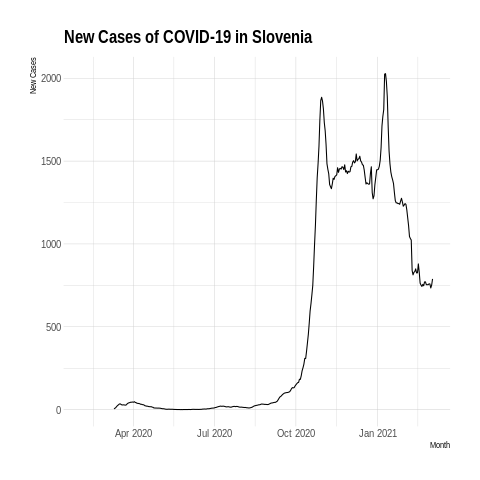 New Cases of COVID-19 in Slovenia
New Cases
2000
1500
1000
500
0
Apr 2020 Jul 2020 Oct 2020 Jan 2021
Month